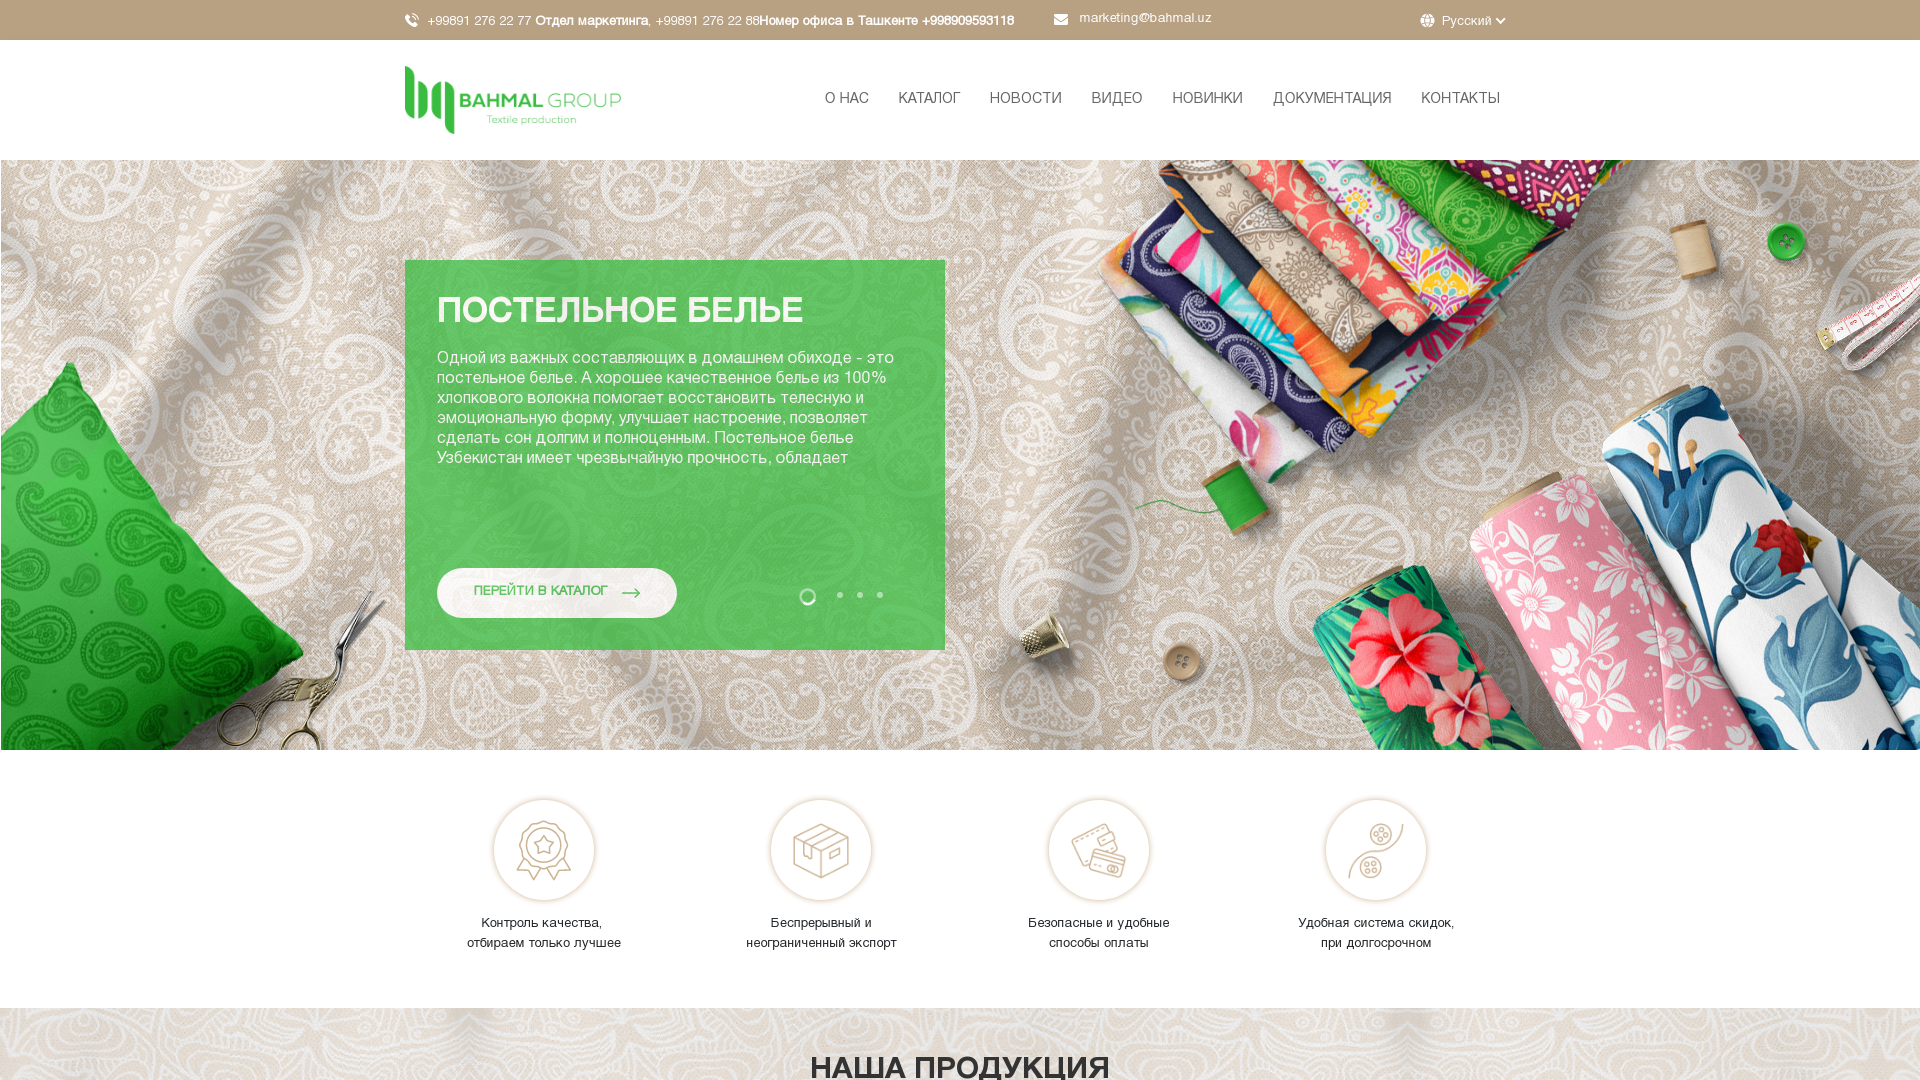 +99891 276 22 77 Отдел маркетинга, +99891 276 22 88Номер офиса в Ташкенте +998909593118
marketing@bahmal.uz
Русский
BAHMAL GROUP
Textile production
О НАС
КАТАЛОГ
НОВОСТИ
ВИДЕО
НОВИНКИ
ДОКУМЕНТАЦИЯ
КОНТАКТЫ
ПОСТЕЛЬНОЕ БЕЛЬЕ
Одной из важных составляющих в домашнем обиходе - это
постельное белье. А хорошее качественное белье из 100%
хлопкового волокна помогает восстановить телесную и
эмоциональную форму, улучшает настроение, позволяет
сделать сон долгим и полноценным. Постельное белье
Узбекистан имеет чрезвычайную прочность, обладает
ПЕРЕЙТИ В КАТАЛОГ
Контроль качества,
отбираем только лучшее
Беспрерывный и
неограниченный экспорт
Безопасные и удобные
способы оплаты
Удобная система скидок,
при долгосрочном
НАША ПРОДУКЦИЯ